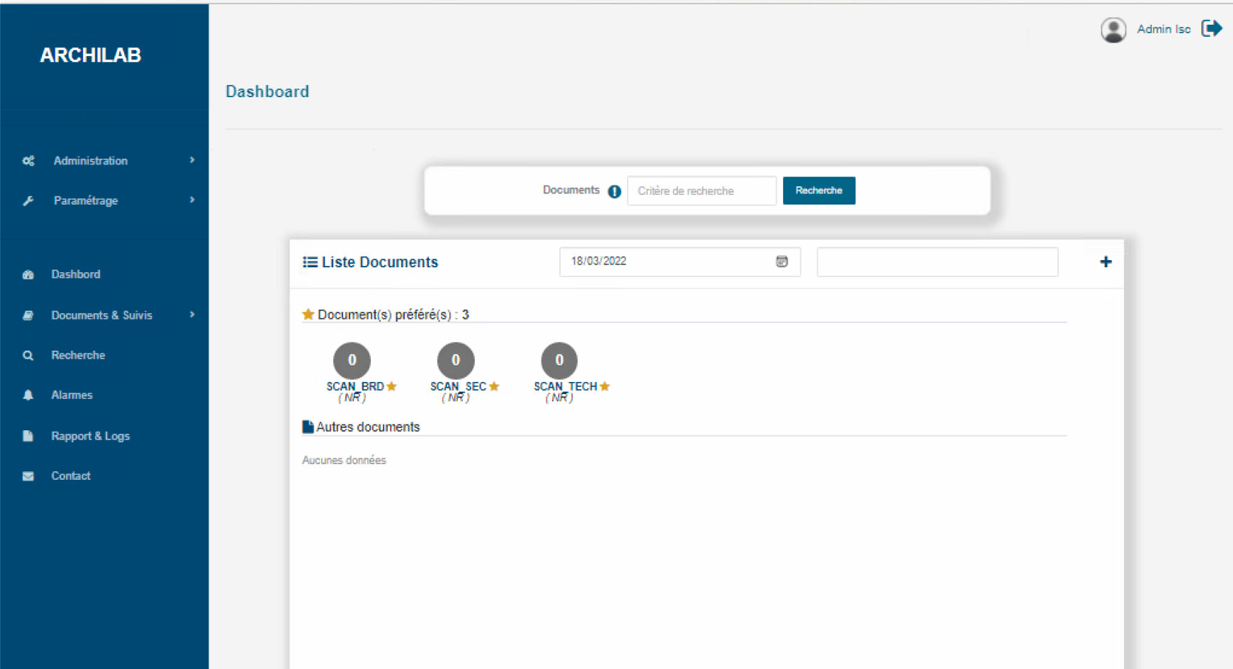 ARCHILAB
Admin Isc
Dashboard
Administration
Paramétrage
Dashbord
Documents & Suivis
Recherche
Alarmes
Rapport & Logs
Contact
Documents
Critère de recherche
Recherche
Liste Documents
18/03/2022
Document(s) préféré(s) : 3
0 0 0
SCAN_BRD SCAN_SEC SCAN_TECH
(NR) (NR) (NR)
Autres documents
Aucunes données